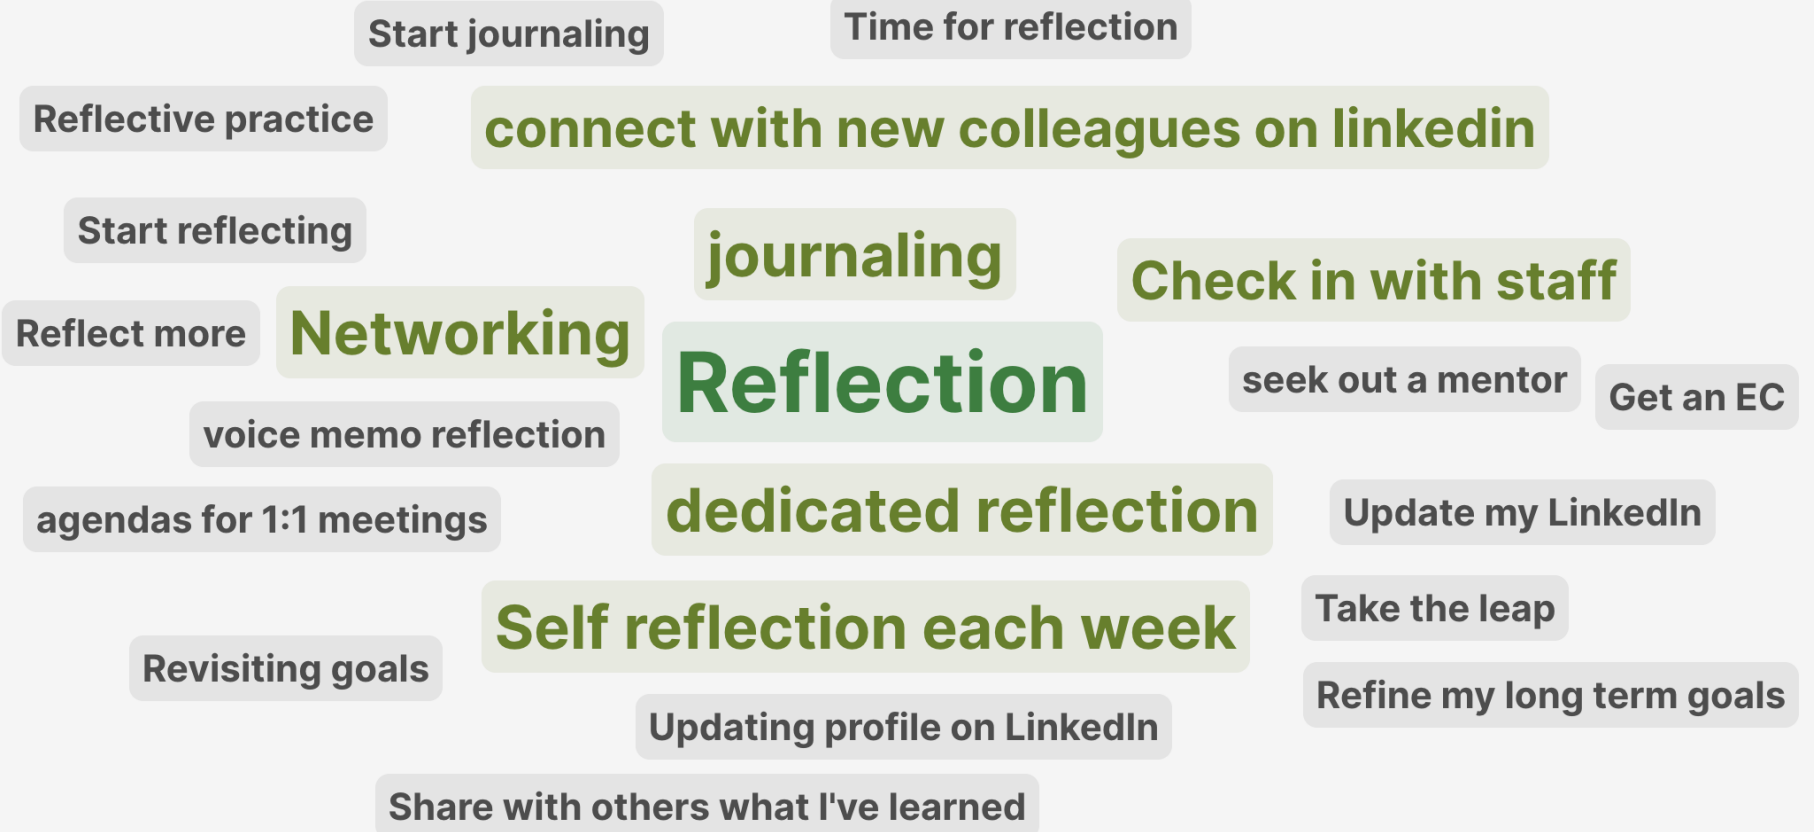 Start journaling
Time for reflection
Reflective practice
connect with new colleagues on linkedin
Start reflecting
journaling
Check in with staff
Reflect more
Networking
Reflection
seek out a mentor
Get an EC
voice memo reflection
agendas for 1:1 meetings
dedicated reflection
Update my LinkedIn
Self reflection each week
Take the leap
Revisiting goals
Refine my long term goals
Updating profile on LinkedIn
Share with others what I've learned